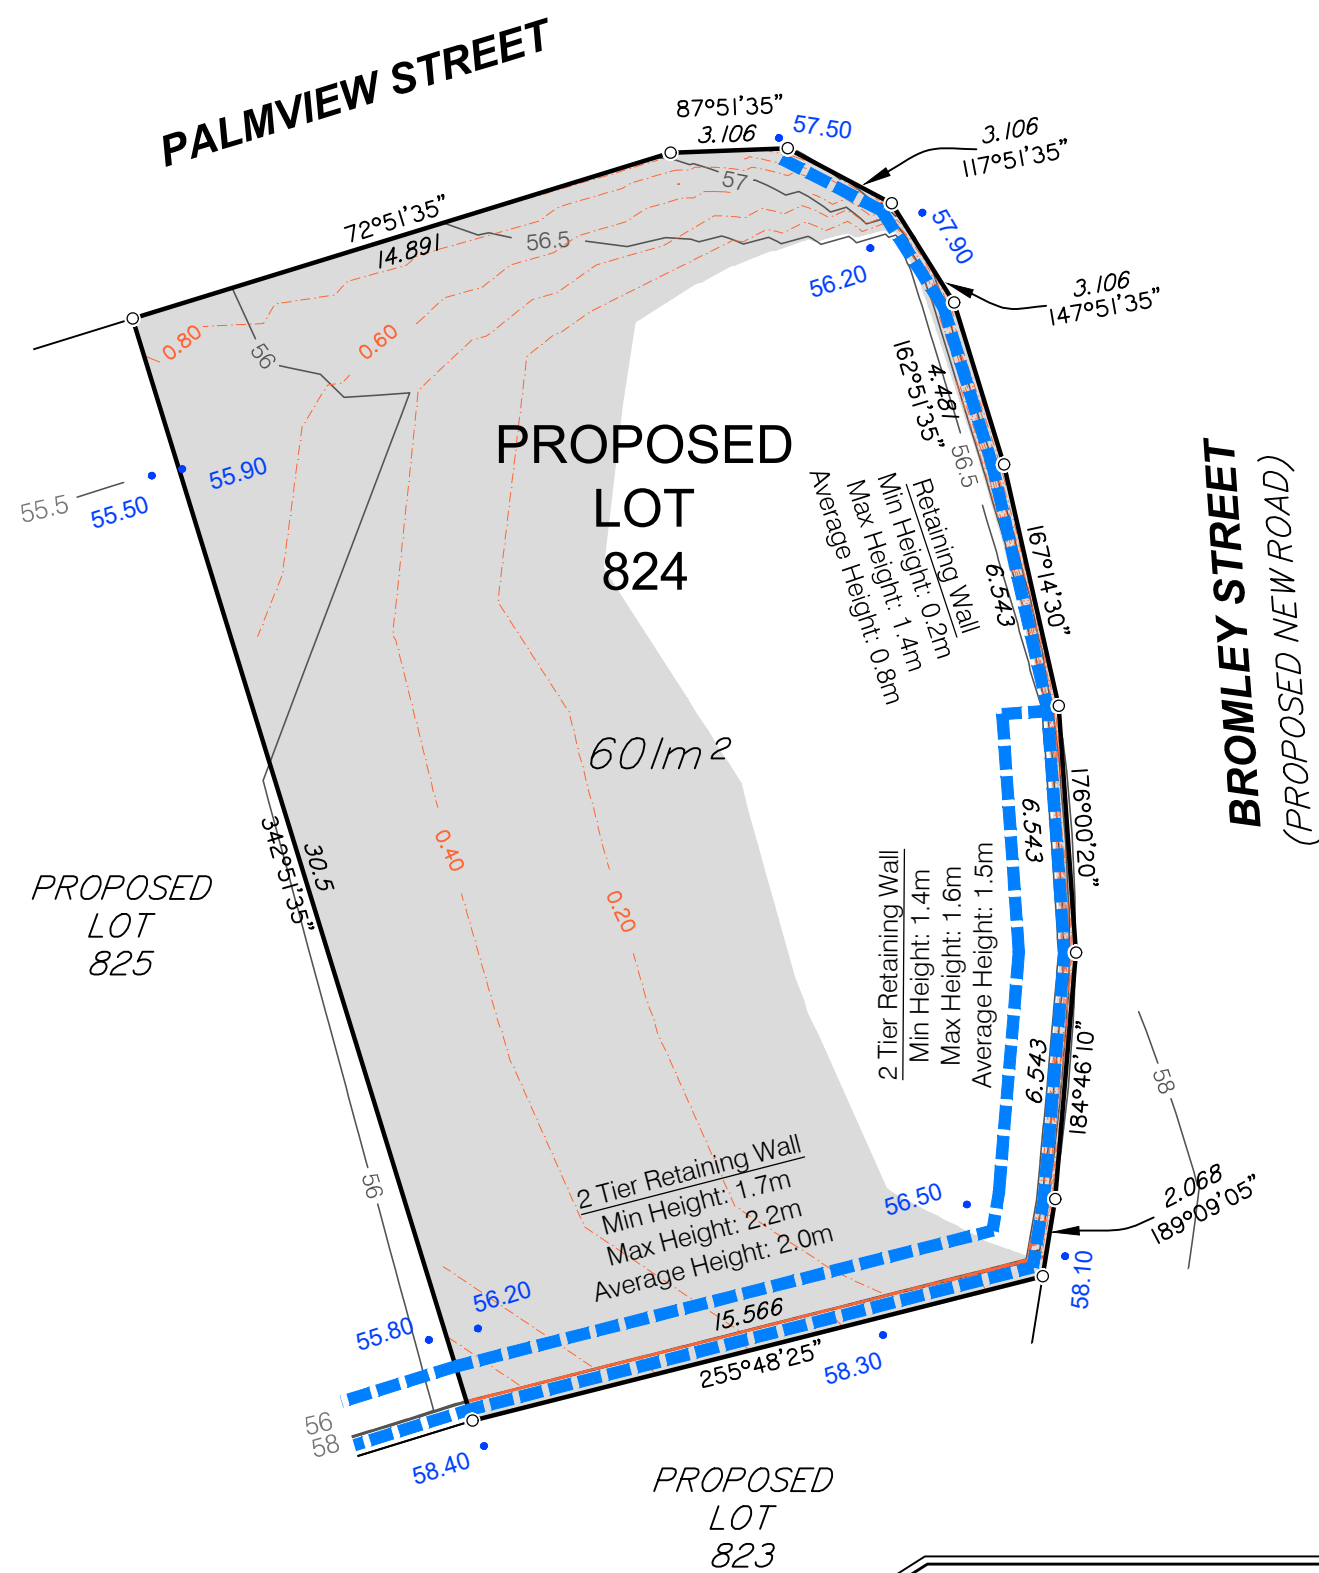 PALMVIEW STREET
87°51'35"
3.106
57.50
3.106
117°51'35"
72°51'35"
14.891
57
56.5
57.90
56.20
3.106
147°51'35"
0.80
56
0.60
162°51'35"
4.481
56.5
PROPOSED
LOT
824
55.90
55.5
55.50
Retaining Wall
Min Height: 0.2m
Max Height: 1.4m
Average Height: 0.8m
167°14'30"
6.543
BROMLEY STREET
(PROPOSED NEW ROAD)
601m²
176°00'20"
6.543
342°51'35"
30.5
0.40
0.20
PROPOSED
LOT
825
2 Tier Retaining Wall
Min Height: 1.4m
Max Height: 1.6m
Average Height: 1.5m
6.543
184°46'10"
58
2 Tier Retaining Wall
Min Height: 1.7m
Max Height: 2.2m
Average Height: 2.0m
56
56.50
2.068
189°09'05"
58.10
56.20
55.80
15.566
255°48'25"
58.30
56
58
58.40
PROPOSED
LOT
823